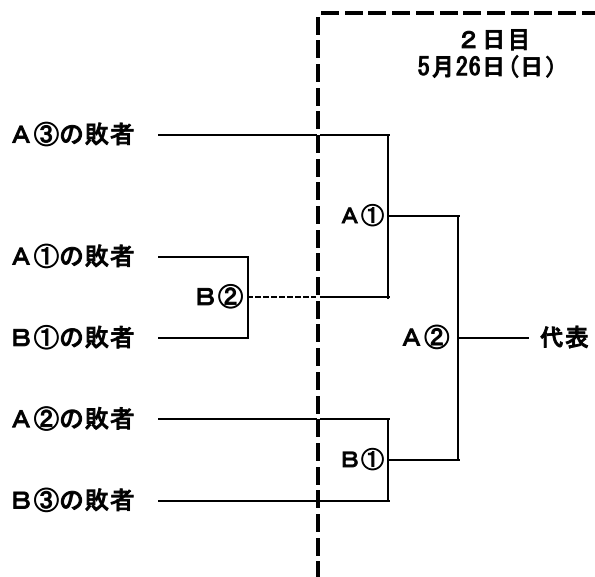 ２日目
5月26日(日)
Ａ③の敗者
Ａ①
Ａ①の敗者
Ｂ②
Ｂ①の敗者
Ａ②
代表
Ａ②の敗者
Ｂ①
Ｂ③の敗者